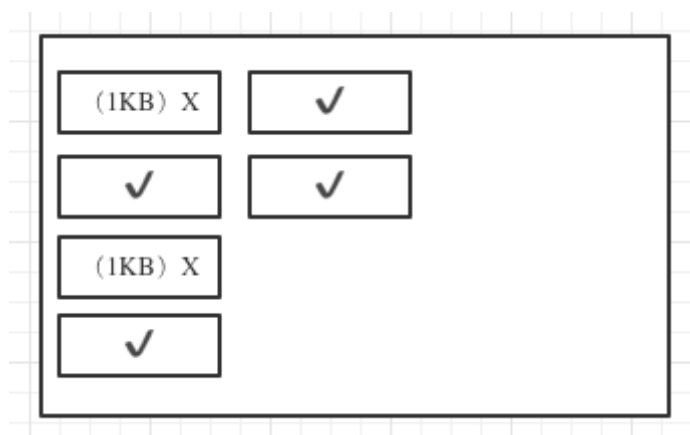 （1KB）X ✔
✔ ✔
（1KB）X
✔